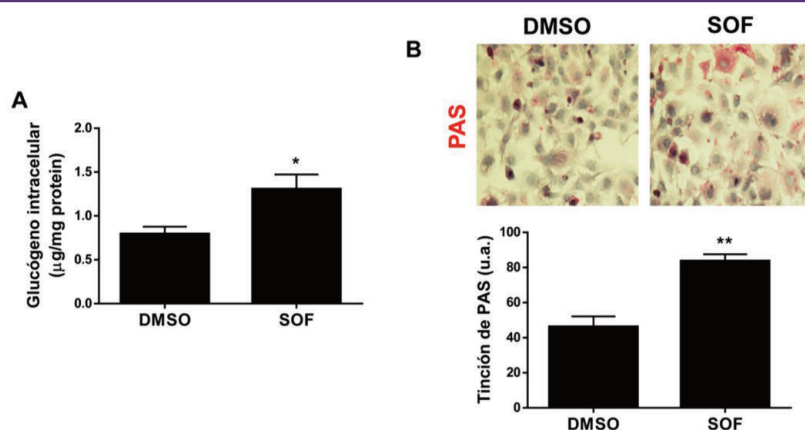 A
Glucógeno intracelular
(µg/mg protein)
2.0
1.5
1.0
0.5
0.0
*
DMSO SOF
B
DMSO SOF
PAS
Tinción de PAS (u.a.)
100
80
60
40
20
0
**
DMSO SOF